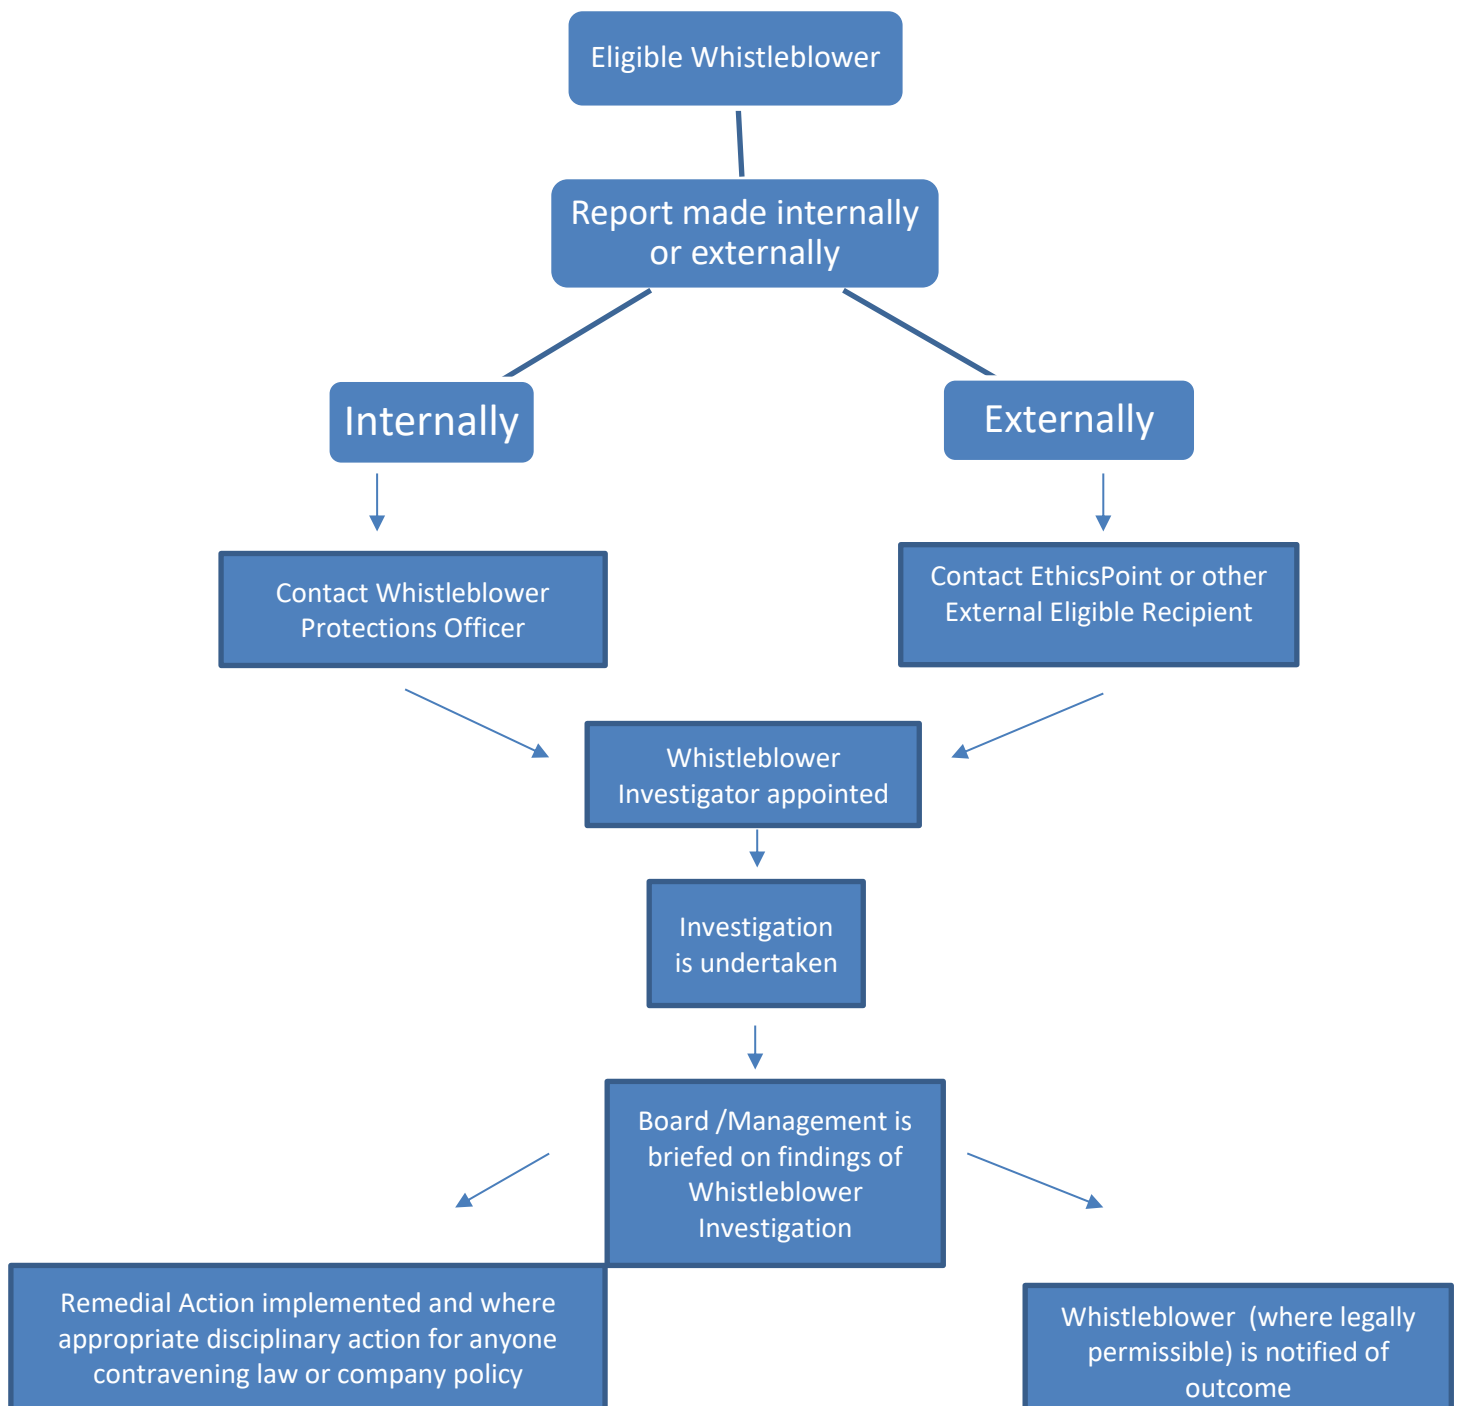 Eligible Whistleblower
Report made internally
or externally
Internally
Externally
Contact Whistleblower
Protections Officer
Contact EthicsPoint or other
External Eligible Recipient
Whistleblower
Investigator appointed
Investigation
is undertaken
Board /Management is
briefed on findings of
Whistleblower
Investigation
Remedial Action implemented and where
appropriate disciplinary action for anyone
contravening law or company policy
Whistleblower  (where legally
permissible) is notified of
outcome